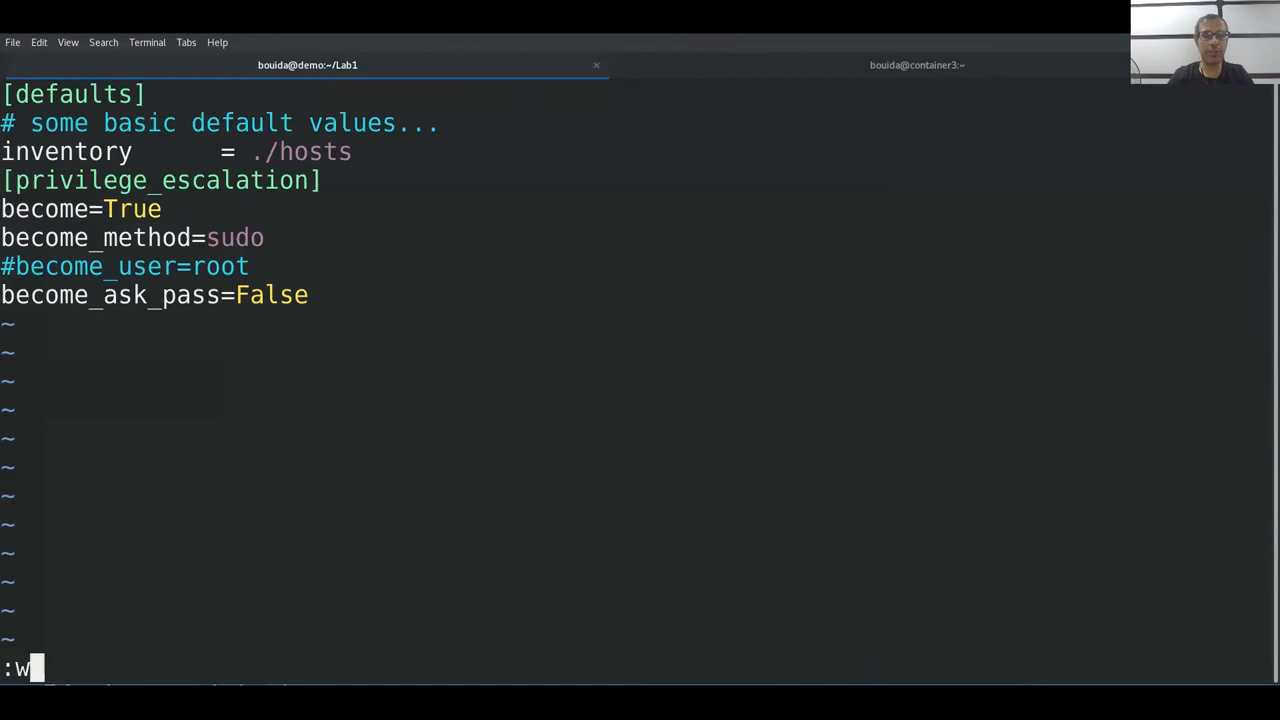 File Edit View Search Terminal Tabs Help
bouida@demo:~/Lab1 × bouida@container3:~
[defaults]
# some basic default values...
inventory      = ./hosts
[privilege_escalation]
become=True
become_method=sudo
#become_user=root
become_ask_pass=False
~
~
~
~
~
~
~
~
~
~
~
~
:w